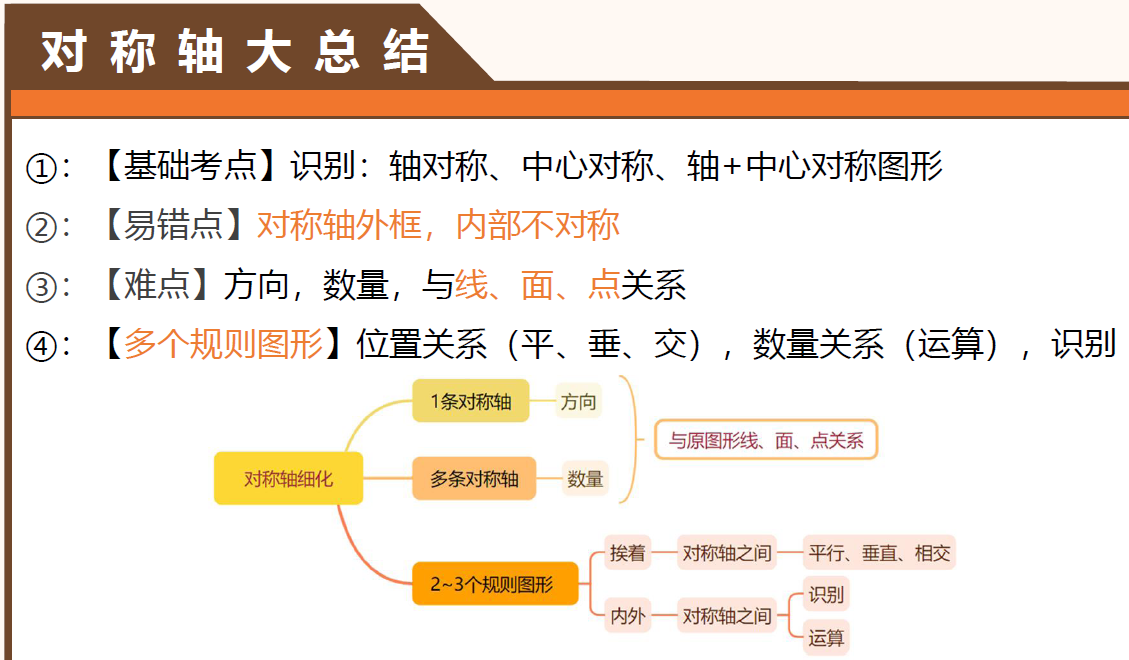 对称轴大总结
①：【基础考点】识别：轴对称、中心对称、轴+中心对称图形
②：【易错点】对称轴外框，内部不对称
③：【难点】方向，数量，与线、面、点关系
④：【多个规则图形】位置关系（平、垂、交），数量关系（运算），识别
1条对称轴
方向
与原图形线、面、点关系
对称轴细化
多条对称轴
数量
2~3个规则图形
挨着
对称轴之间
平行、垂直、相交
内外
对称轴之间
识别
运算